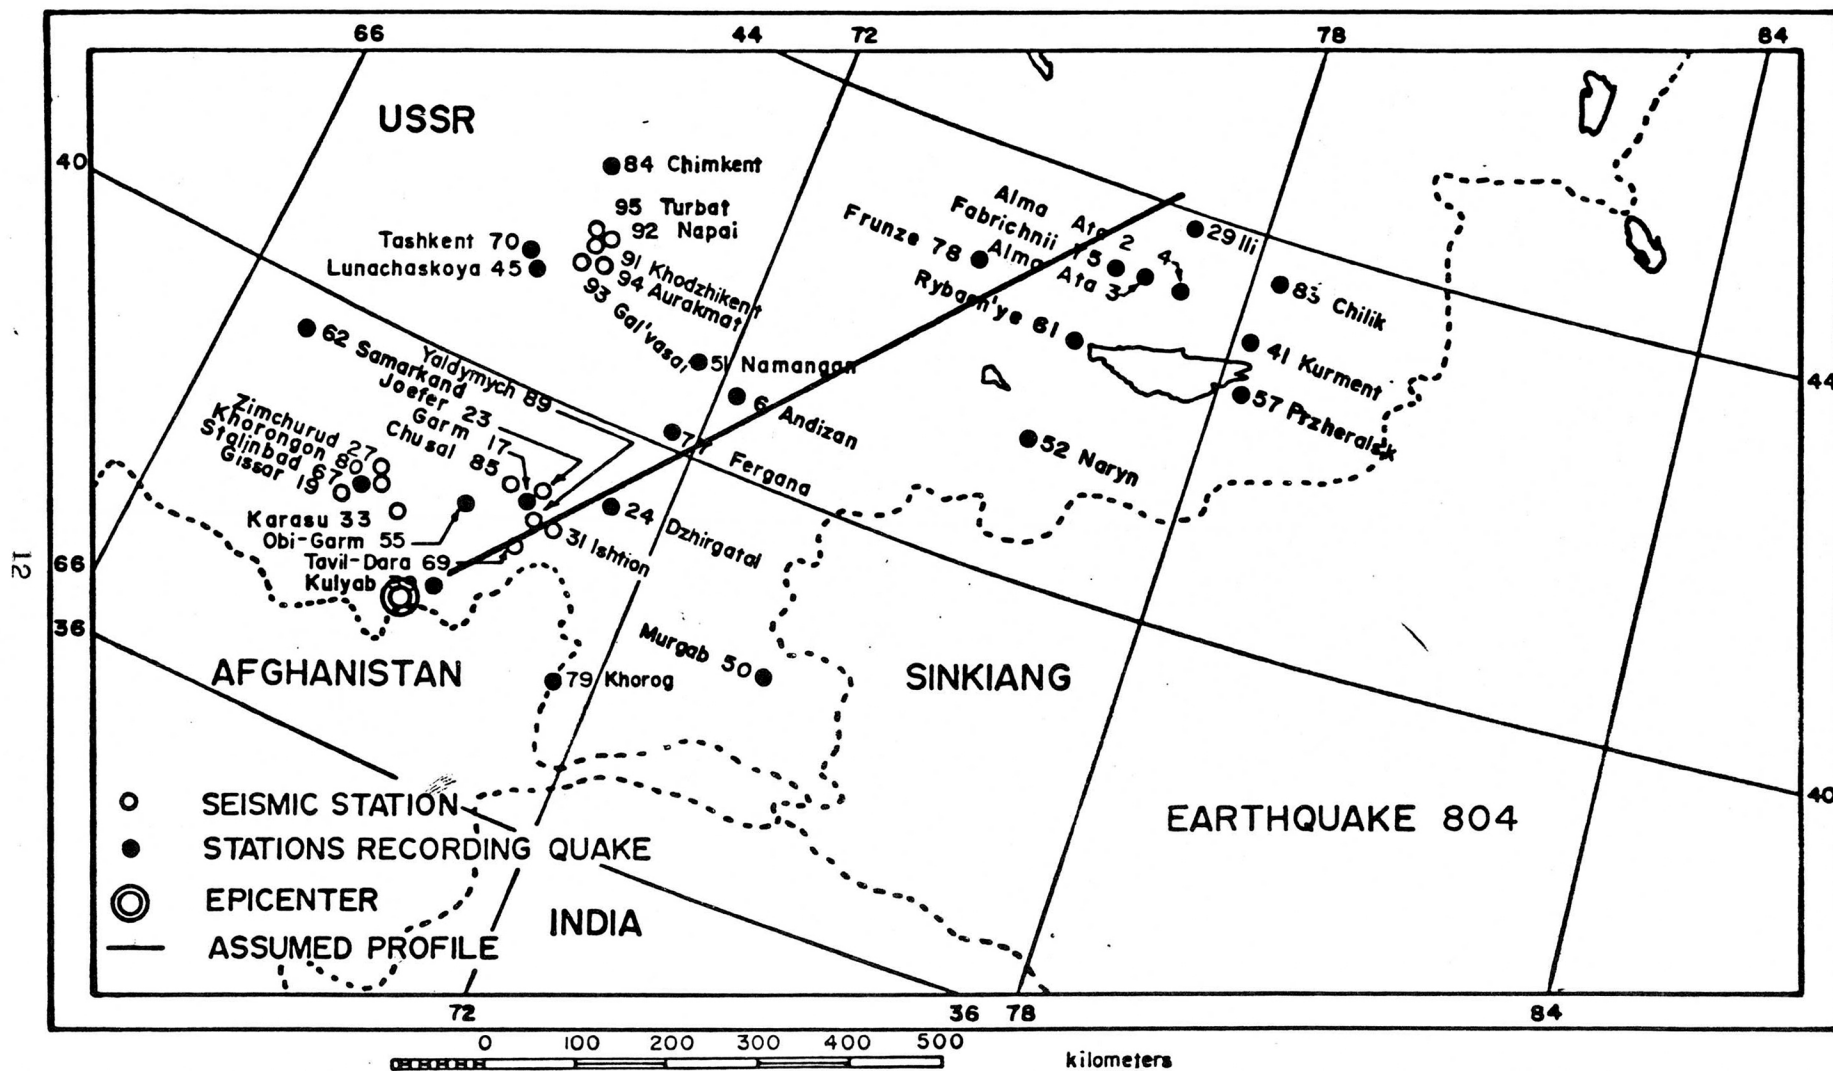 66 44 72 78 84
USSR
40
84 Chimkent
95 Turbat
92 Napai
Tashkent 70
Lunachaskoya 45
91 Khodzhikent
94 Aurakmat
93 Gal'vasai
Alma Ata 2
Fabrichnii 15
Alma Ata 3
4
Frunze 78
Rybach'ye 61
29 Ili
83 Chilik
41 Kurment
57 Przheralsk
44
62 Samarkand
Yaldymych 89
Joefer 23
Garm 17
Chusal 85
51 Namangan
6 Andizan
77
Fergana
52 Naryn
Zimchurud 27
Khorongon 80
Stalinbad 67
Gissar 19
Karasu 33
Obi-Garm 55
Tavil-Dara 69
Kulyab
24 Dzhirgatal
31 Ishtion
12
66
36
AFGHANISTAN
79 Khorog
Murgab 50
SINKIANG
40
EARTHQUAKE 804
SEISMIC STATION
STATIONS RECORDING QUAKE
EPICENTER
ASSUMED PROFILE
INDIA
72 36 78 84
0 100 200 300 400 500
kilometers